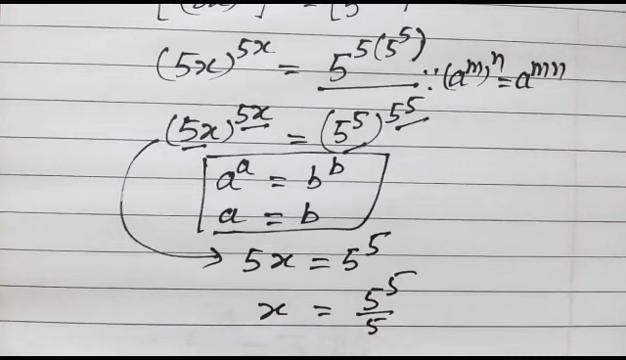 (5x)^{5x} = 5^{5(5^5)} ∵ (a^m)^n = a^{mn}
(5x)^{5x} = (5^5)^{5^5}
a^a = b^b
a = b
→ 5x = 5^5
x = 5^5/5